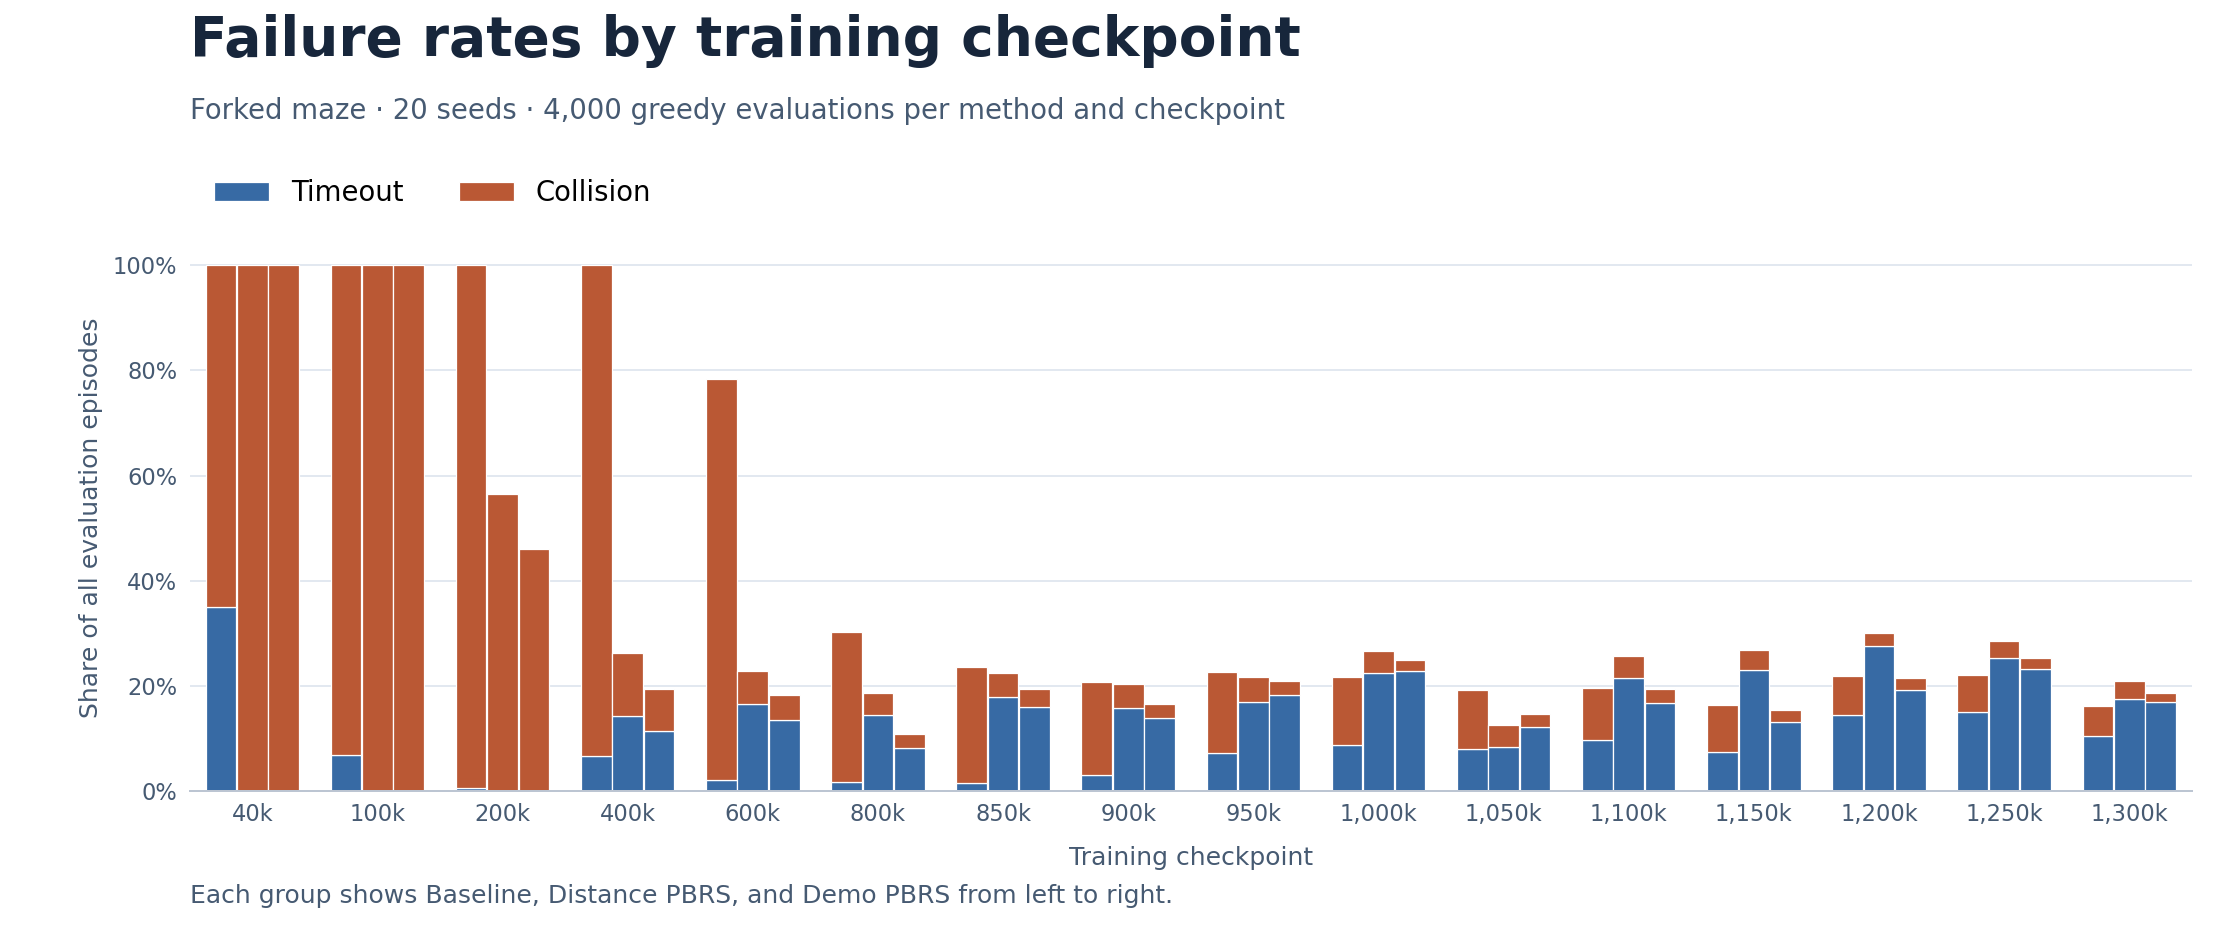 Failure rates by training checkpoint
Forked maze · 20 seeds · 4,000 greedy evaluations per method and checkpoint
Timeout Collision
Share of all evaluation episodes
100%
80%
60%
40%
20%
0%
40k 100k 200k 400k 600k 800k 850k 900k 950k 1,000k 1,050k 1,100k 1,150k 1,200k 1,250k 1,300k
Training checkpoint
Each group shows Baseline, Distance PBRS, and Demo PBRS from left to right.